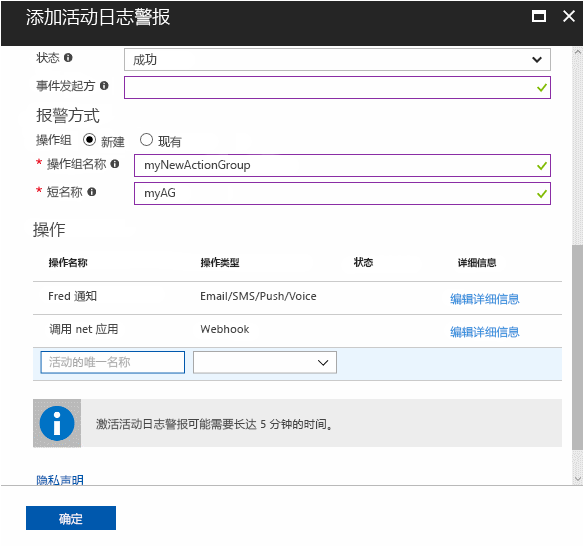 添加活动日志警报
状态
成功
事件发起方
报警方式
操作组 新建 现有
* 操作组名称 myNewActionGroup
* 短名称 myAG
操作
操作名称 操作类型 状态 详细信息
Fred 通知 Email/SMS/Push/Voice 编辑详细信息
调用 net 应用 Webhook 编辑详细信息
活动的唯一名称
激活活动日志警报可能需要长达 5 分钟的时间。
隐私声明
确定